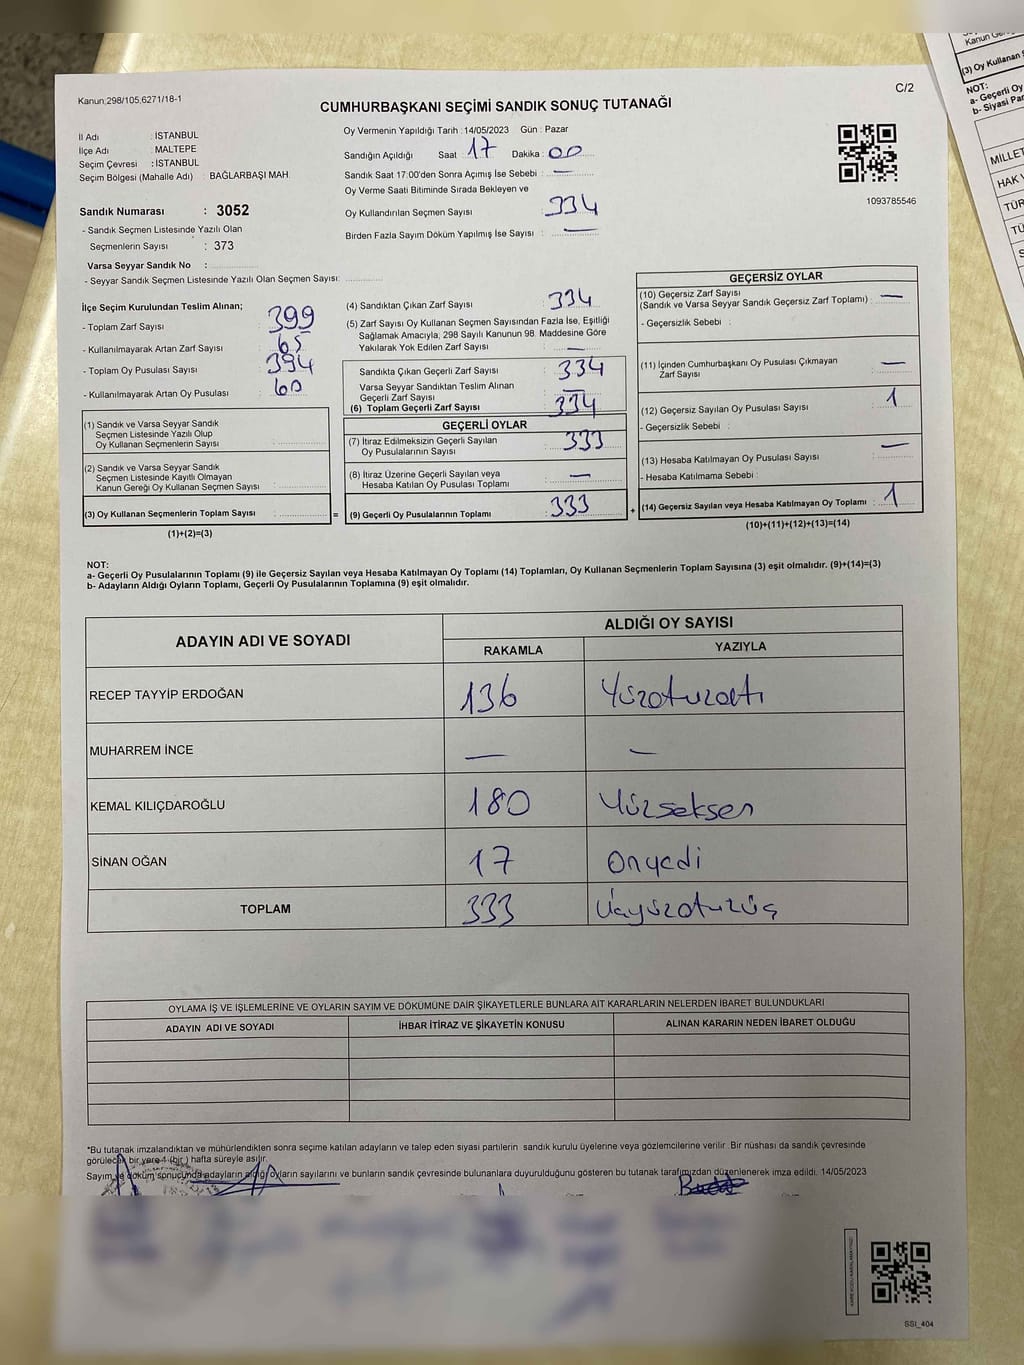 Kanun;298/105,6271/18-1
C/2
CUMHURBAŞKANI SEÇİMİ SANDIK SONUÇ TUTANAĞI
İl Adı : İSTANBUL
İlçe Adı : MALTEPE
Seçim Çevresi : İSTANBUL
Seçim Bölgesi (Mahalle Adı) : BAĞLARBAŞI MAH.
Oy Vermenin Yapıldığı Tarih :14/05/2023 Gün : Pazar
Sandığın Açıldığı Saat 17 Dakika : 00
Sandık Saat 17:00'den Sonra Açımış İse Sebebi : —
Oy Verme Saati Bitiminde Sırada Bekleyen ve
Oy Kullandırılan Seçmen Sayısı : 334
Birden Fazla Sayım Döküm Yapılmış İse Sayısı : —
1093785546
Sandık Numarası : 3052
- Sandık Seçmen Listesinde Yazılı Olan
Seçmenlerin Sayısı : 373
Varsa Seyyar Sandık No :
- Seyyar Sandık Seçmen Listesinde Yazılı Olan Seçmen Sayısı:
İlçe Seçim Kurulundan Teslim Alınan;
- Toplam Zarf Sayısı : 399
- Kullanılmayarak Artan Zarf Sayısı : 65
- Toplam Oy Pusulası Sayısı : 394
- Kullanılmayarak Artan Oy Pusulası : 60
(1) Sandık ve Varsa Seyyar Sandık
Seçmen Listesinde Yazılı Olup
Oy Kullanan Seçmenlerin Sayısı :
(2) Sandık ve Varsa Seyyar Sandık
Seçmen Listesinde Kayıtlı Olmayan
Kanun Gereği Oy Kullanan Seçmen Sayısı :
(3) Oy Kullanan Seçmenlerin Toplam Sayısı :
(1)+(2)=(3)
=
(4) Sandıktan Çıkan Zarf Sayısı : 334
(5) Zarf Sayısı Oy Kullanan Seçmen Sayısından Fazla İse, Eşitliği
Sağlamak Amacıyla, 298 Sayılı Kanunun 98. Maddesine Göre
Yakılarak Yok Edilen Zarf Sayısı : —
Sandıkta Çıkan Geçerli Zarf Sayısı : 334
Varsa Seyyar Sandıktan Teslim Alınan
Geçerli Zarf Sayısı : —
(6) Toplam Geçerli Zarf Sayısı : 334
GEÇERLİ OYLAR
(7) İtiraz Edilmeksizin Geçerli Sayılan
Oy Pusulalarının Sayısı : 333
(8) İtiraz Üzerine Geçerli Sayılan veya
Hesaba Katılan Oy Pusulası Toplamı : —
(9) Geçerli Oy Pusulalarının Toplamı : 333
+
GEÇERSİZ OYLAR
(10) Geçersiz Zarf Sayısı
(Sandık ve Varsa Seyyar Sandık Geçersiz Zarf Toplamı) : —
- Geçersizlik Sebebi :
(11) İçinden Cumhurbaşkanı Oy Pusulası Çıkmayan
Zarf Sayısı : —
(12) Geçersiz Sayılan Oy Pusulası Sayısı : 1
- Geçersizlik Sebebi :
(13) Hesaba Katılmayan Oy Pusulası Sayısı : —
- Hesaba Katılmama Sebebi :
(14) Geçersiz Sayılan veya Hesaba Katılmayan Oy Toplamı : 1
(10)+(11)+(12)+(13)=(14)
NOT:
a- Geçerli Oy Pusulalarının Toplamı (9) ile Geçersiz Sayılan veya Hesaba Katılmayan Oy Toplamı (14) Toplamları, Oy Kullanan Seçmenlerin Toplam Sayısına (3) eşit olmalıdır. (9)+(14)=(3)
b- Adayların Aldığı Oyların Toplamı, Geçerli Oy Pusulalarının Toplamına (9) eşit olmalıdır.
ADAYIN ADI VE SOYADI
ALDIĞI OY SAYISI
RAKAMLA YAZIYLA
RECEP TAYYİP ERDOĞAN 136 Yüzotuzaltı
MUHARREM İNCE — —
KEMAL KILIÇDAROĞLU 180 Yüzseksen
SİNAN OĞAN 17 Onyedi
TOPLAM 333 Üçyüzotuzüç
OYLAMA İŞ VE İŞLEMLERİNE VE OYLARIN SAYIM VE DÖKÜMÜNE DAİR ŞİKAYETLERLE BUNLARA AİT KARARLARIN NELERDEN İBARET BULUNDUKLARI
ADAYIN ADI VE SOYADI İHBAR İTİRAZ VE ŞİKAYETİN KONUSU ALINAN KARARIN NEDEN İBARET OLDUĞU
*Bu tutanak imzalandıktan ve mühürlendikten sonra seçime katılan adayların ve talep eden siyasi partilerin sandık kurulu üyelerine veya gözlemcilerine verilir. Bir nüshası da sandık çevresinde
görülecek bir yere 1 (bir ) hafta süreyle asılır.
Sayım ve döküm sonucunda adayların aldığı oyların sayılarını ve bunların sandık çevresinde bulunanlara duyurulduğunu gösteren bu tutanak tarafımızdan düzenlenerek imza edildi. 14/05/2023
SSI_404
(3) Oy Kullanan
NOT:
a- Geçerli Oy
b- Siyasi
MİLLET
HAK